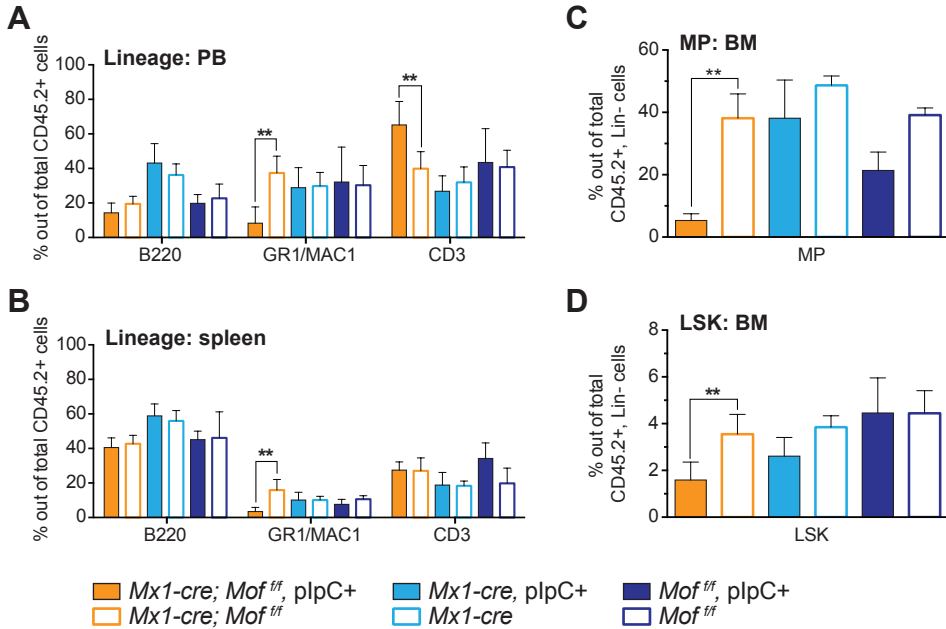 A
Lineage: PB
% out of total CD45.2+ cells
100
80
60
40
20
0
**
**
B220
GR1/MAC1
CD3
B
Lineage: spleen
% out of total CD45.2+ cells
100
80
60
40
20
0
**
B220
GR1/MAC1
CD3
C
MP: BM
% out of total
CD45.2+, Lin- cells
60
40
20
0
**
MP
D
LSK: BM
% out of total
CD45.2+, Lin- cells
8
6
4
2
0
**
LSK
Mx1-cre; Mof f/f, pIpC+
Mx1-cre, pIpC+
Mof f/f, pIpC+
Mx1-cre; Mof f/f
Mx1-cre
Mof f/f